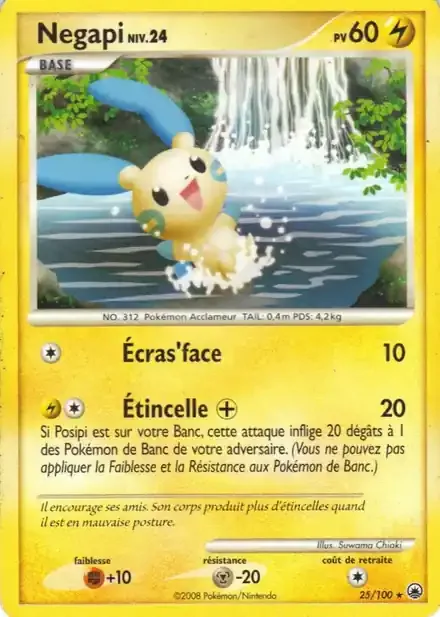 Negapi NIV.24
PV 60
BASE
NO. 312 Pokémon Acclameur TAIL: 0,4m PDS: 4,2kg
Écras'face 10
Étincelle + 20
Si Posipi est sur votre Banc, cette attaque inflige 20 dégâts à 1
des Pokémon de Banc de votre adversaire. (Vous ne pouvez pas
appliquer la Faiblesse et la Résistance aux Pokémon de Banc.)
Il encourage ses amis. Son corps produit plus d'étincelles quand
il est en mauvaise posture.
Illus. Suwama Chiaki
faiblesse résistance coût de retraite
+10 -20
©2008 Pokémon/Nintendo 25/100 ★